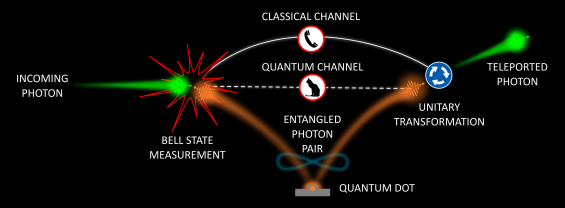 CLASSICAL CHANNEL
QUANTUM CHANNEL
INCOMING
PHOTON
TELEPORTED
PHOTON
ENTANGLED
PHOTON
PAIR
UNITARY
TRANSFORMATION
BELL STATE
MEASUREMENT
QUANTUM DOT